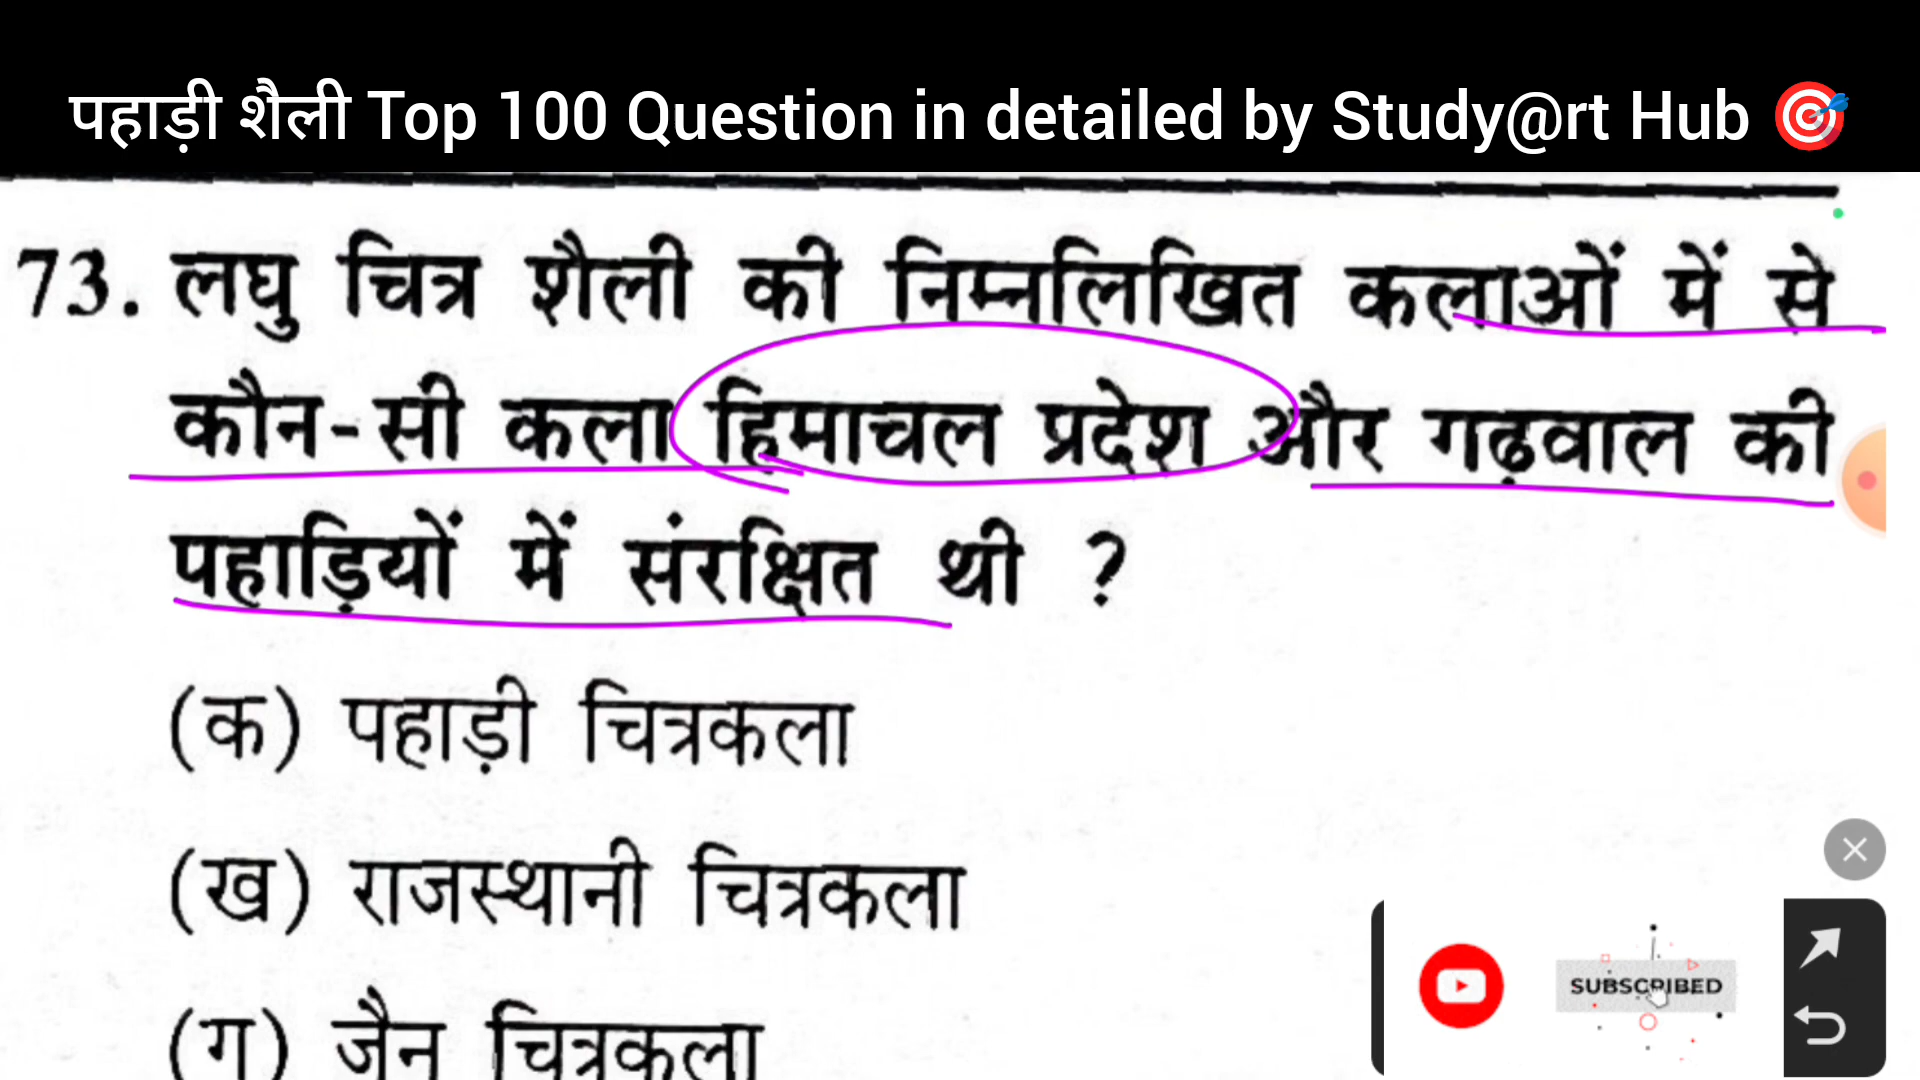 पहाड़ी शैली Top 100 Question in detailed by Study@rt Hub 🎯
73. लघु चित्र शैली की निम्नलिखित कलाओं में से
कौन-सी कला हिमाचल प्रदेश और गढ़वाल की
पहाड़ियों में संरक्षित थी ?
(क) पहाड़ी चित्रकला
(ख) राजस्थानी चित्रकला
(ग) जैन चित्रकला
SUBSCRIBED